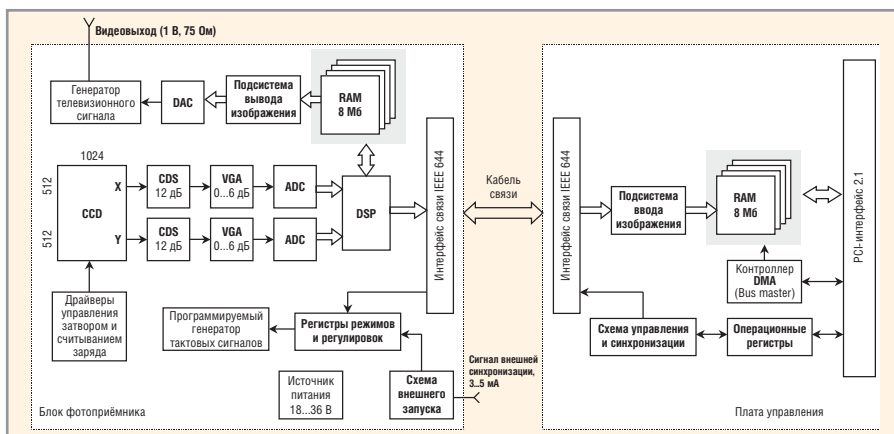 Видеовыход (1 В, 75 Ом)
Генератор
телевизионного
сигнала
DAC
Подсистема
вывода
изображения
RAM
8 Мб
1024
512
512
CCD
X
Y
CDS
12 дБ
VGA
0...6 дБ
ADC
CDS
12 дБ
VGA
0...6 дБ
ADC
DSP
Интерфейс связи IEEE 644
Драйверы
управления
затвором и
считыванием
заряда
Программируемый
генератор
тактовых сигналов
Регистры режимов
и регулировок
Источник
питания
18...36 В
Схема
внешнего
запуска
Сигнал внешней
синхронизации,
3...5 мА
Блок фотоприёмника
Кабель
связи
Интерфейс связи IEEE 644
Подсистема
ввода
изображения
RAM
8 Мб
PCI-интерфейс 2.1
Контроллер
DMA
(Bus master)
Схема управления
и синхронизации
Операционные
регистры
Плата управления